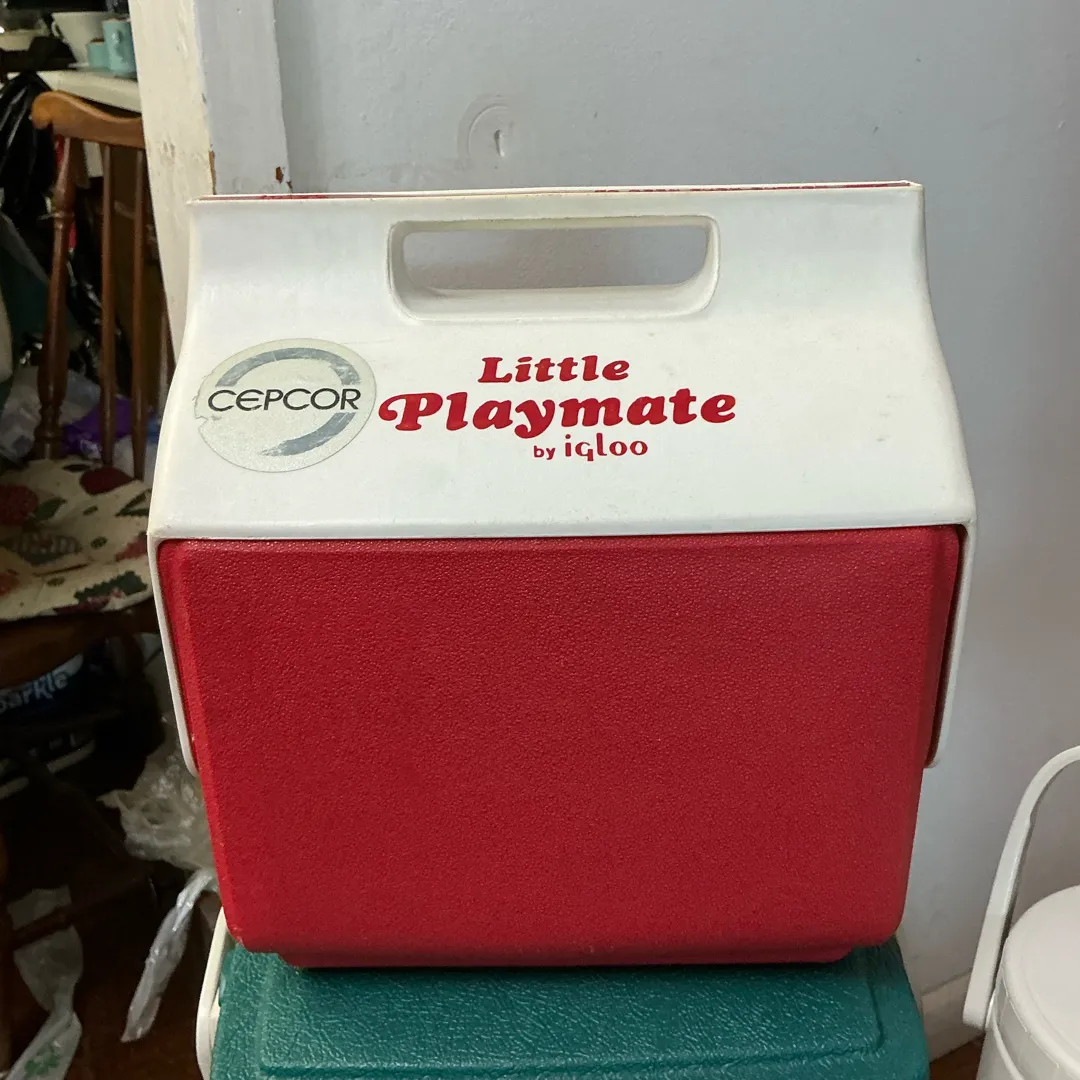 CEPCOR
Little
Playmate
by igloo